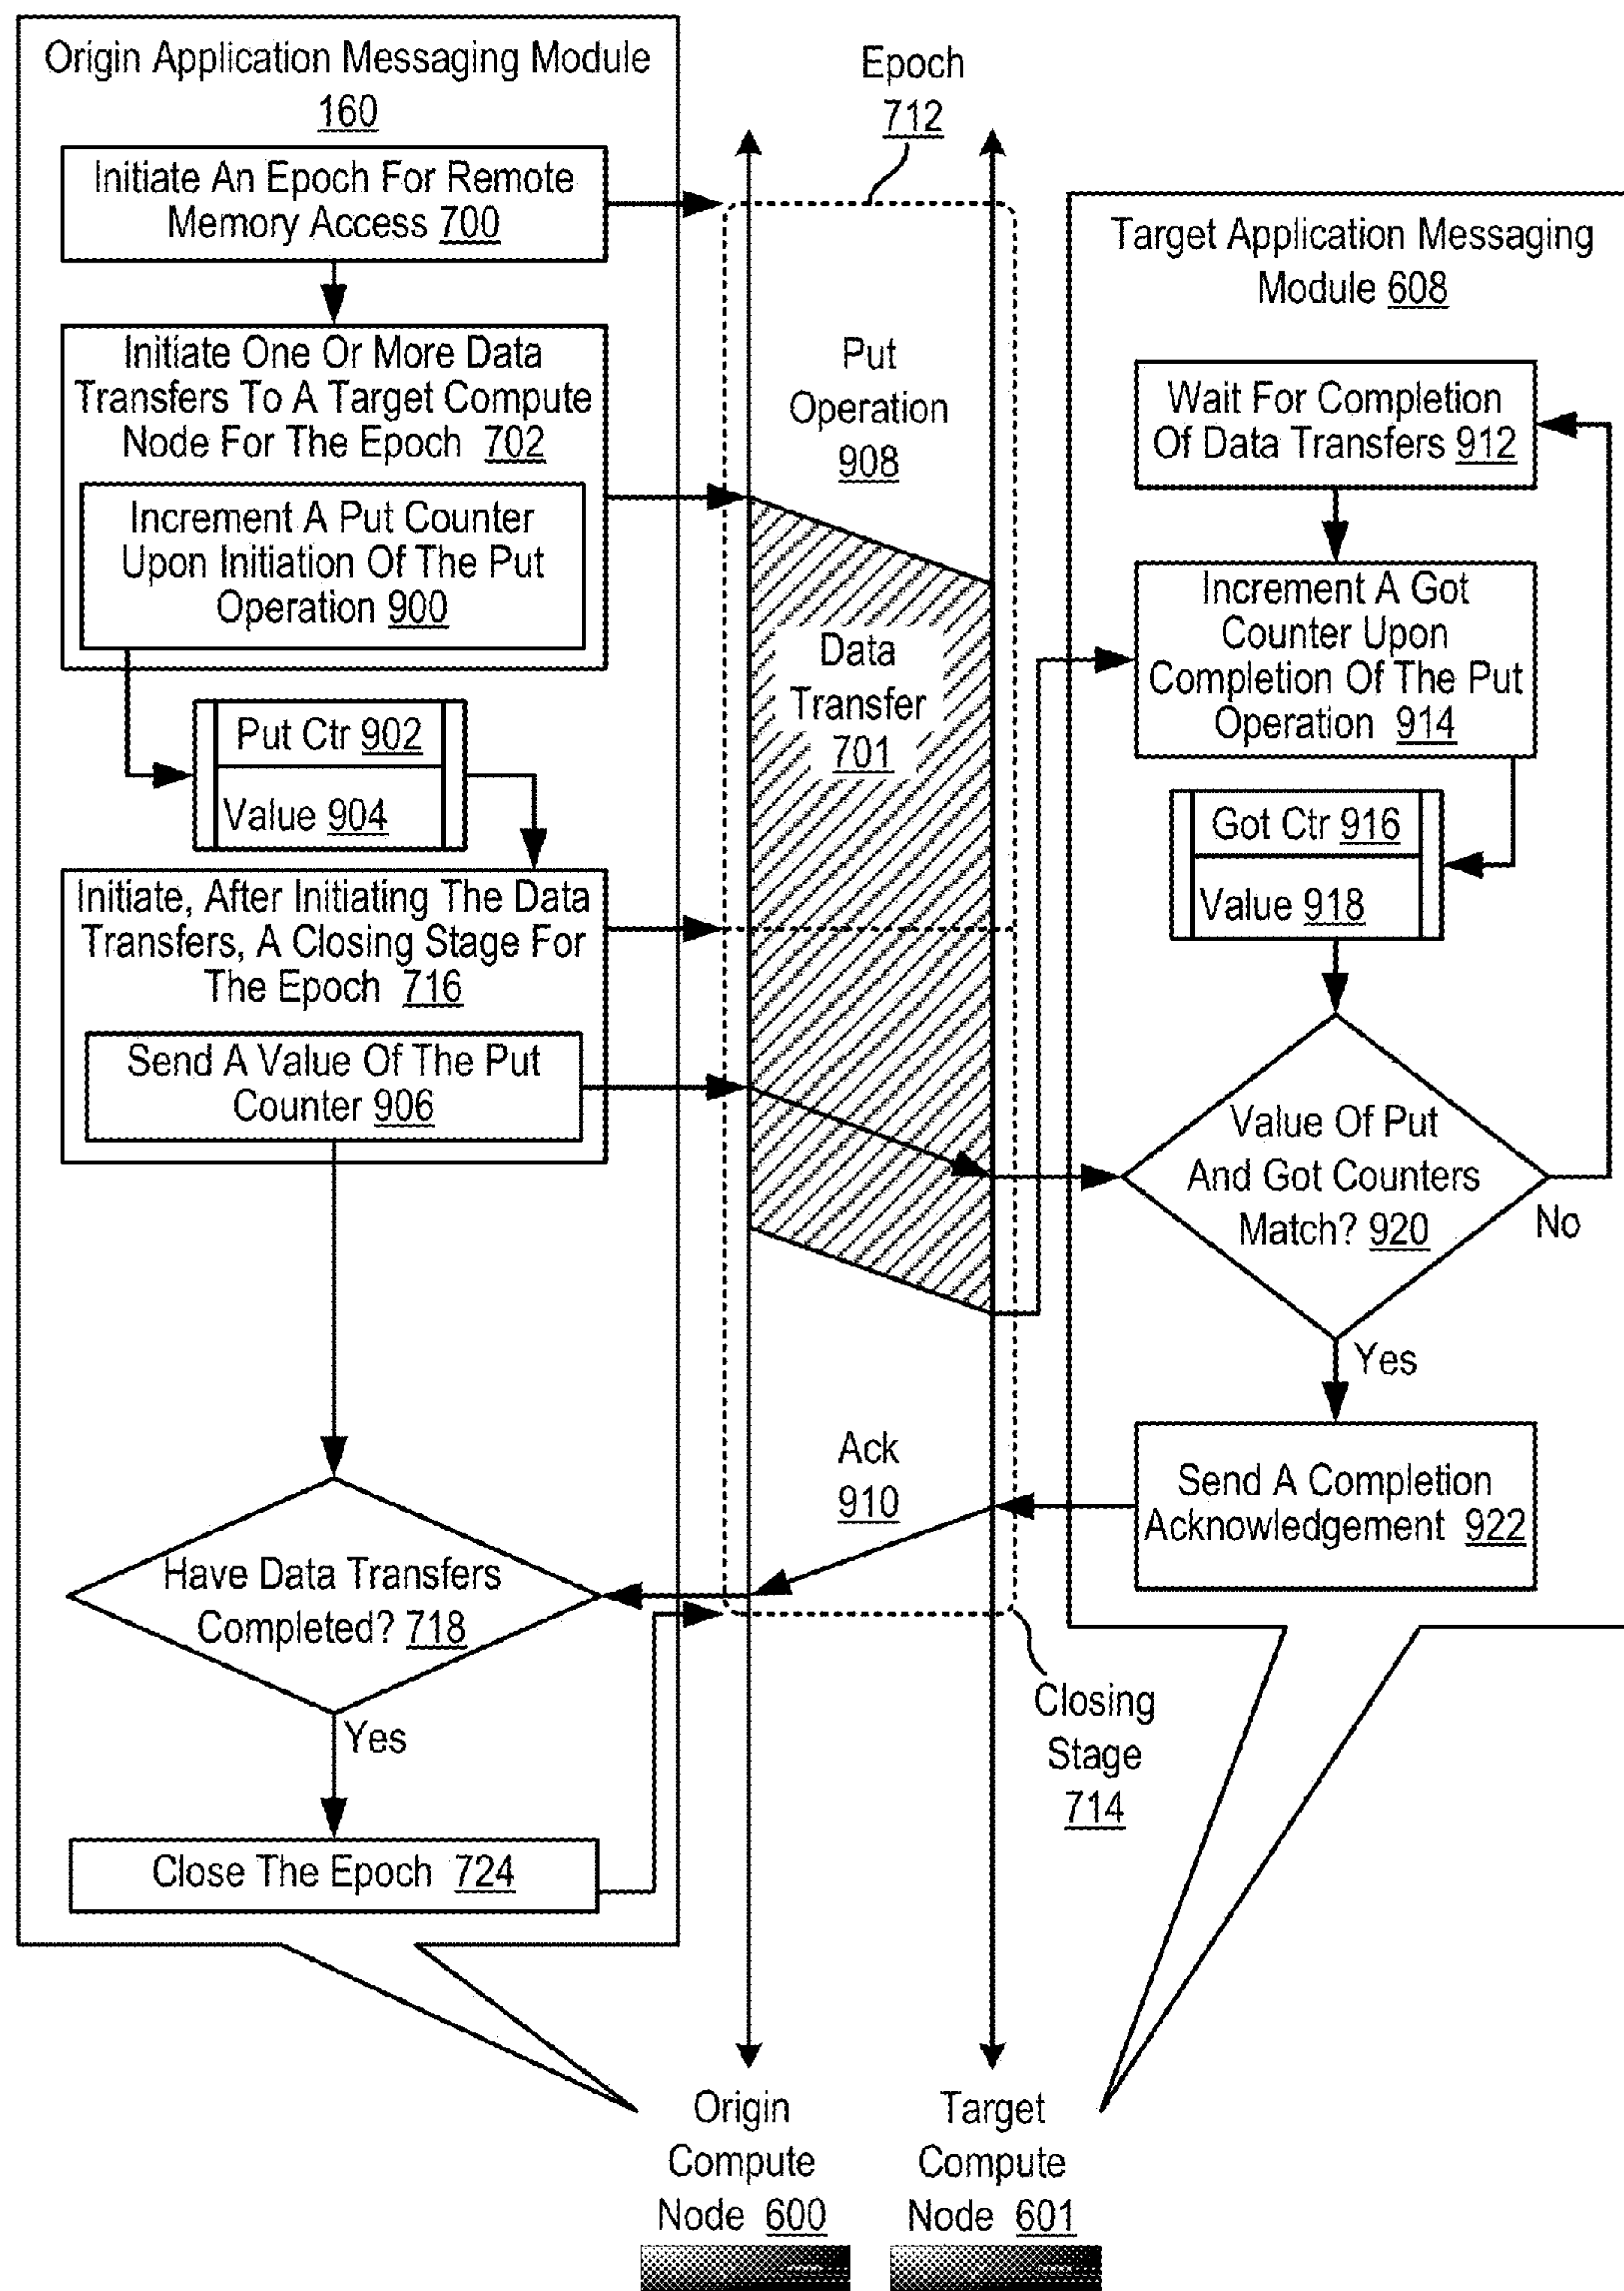 Origin Application Messaging Module
160
Initiate An Epoch For Remote
Memory Access 700
Initiate One Or More Data
Transfers To A Target Compute
Node For The Epoch 702
Increment A Put Counter
Upon Initiation Of The Put
Operation 900
Put Ctr 902
Value 904
Initiate, After Initiating The Data
Transfers, A Closing Stage For
The Epoch 716
Send A Value Of The Put
Counter 906
Have Data Transfers
Completed? 718
Yes
Close The Epoch 724
Epoch
712
Put
Operation
908
Data
Transfer
701
Ack
910
Closing
Stage
714
Target Application Messaging
Module 608
Wait For Completion
Of Data Transfers 912
Increment A Got
Counter Upon
Completion Of The Put
Operation 914
Got Ctr 916
Value 918
Value Of Put
And Got Counters
Match? 920
No
Yes
Send A Completion
Acknowledgement 922
Origin
Compute
Node 600
Target
Compute
Node 601